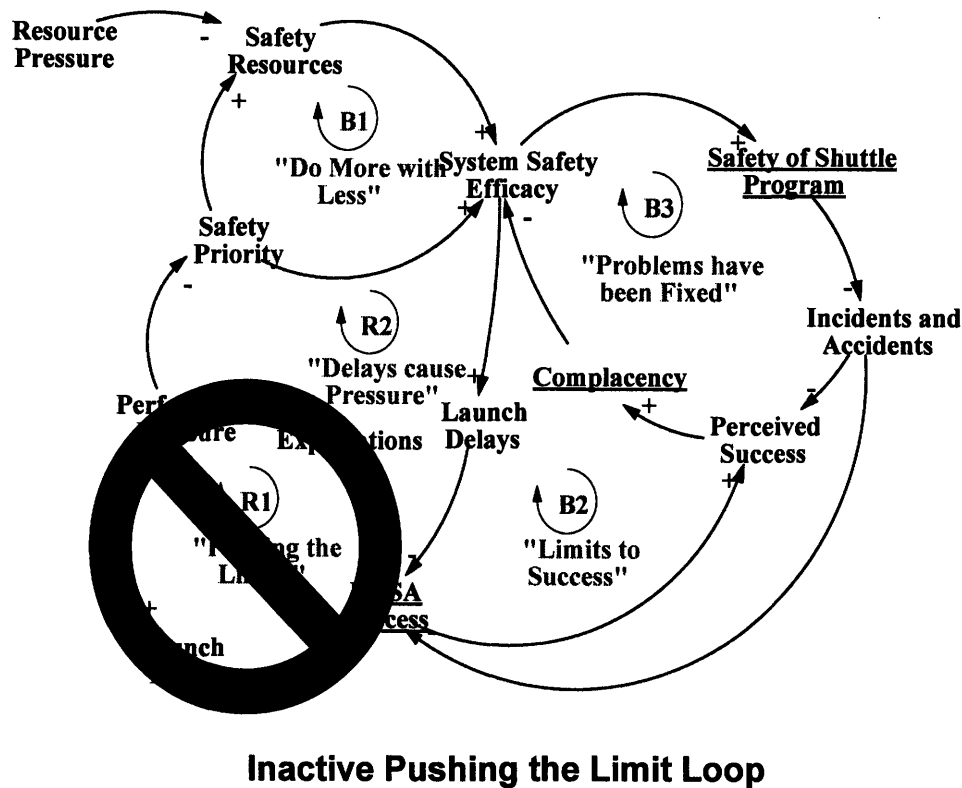 Resource
Pressure
-
Safety
Resources
+
B1
"Do More with
Less"
+
System Safety
Efficacy
+
-
+
Safety of Shuttle
Program
B3
"Problems have
been Fixed"
Safety
Priority
-
R2
"Delays cause
Pressure"
+
Launch
Delays
Complacency
+
-
Incidents and
Accidents
-
Perceived
Success
+
R1
the
B2
"Limits to
Success"
-
+
Inactive Pushing the Limit Loop